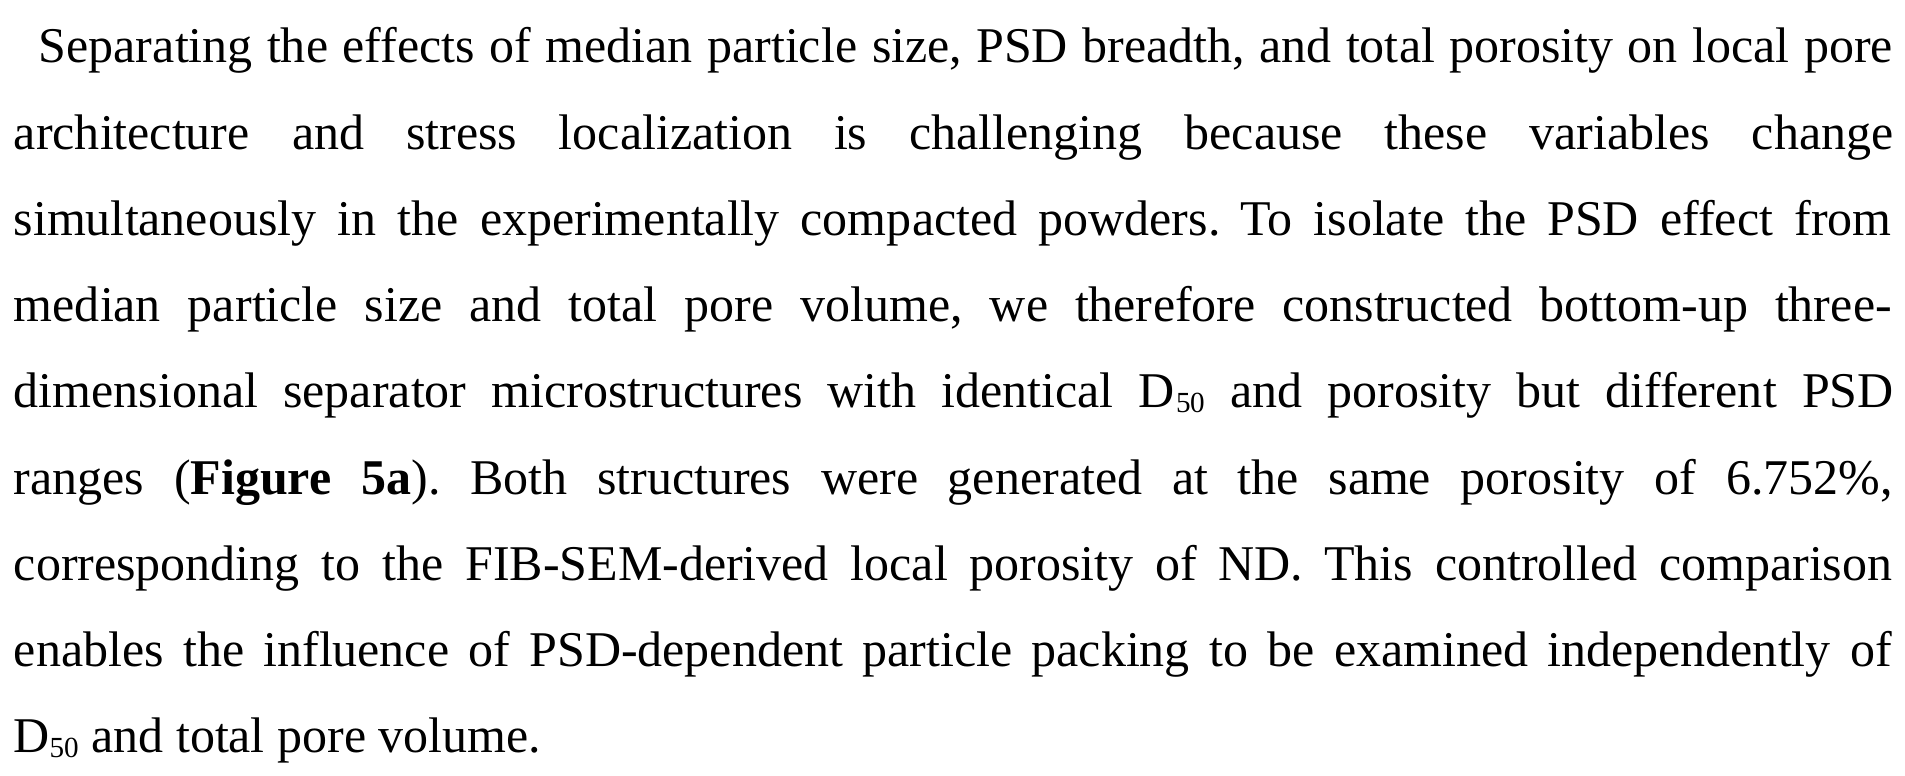 Separating the effects of median particle size, PSD breadth, and total porosity on local pore
architecture and stress localization is challenging because these variables change
simultaneously in the experimentally compacted powders. To isolate the PSD effect from
median particle size and total pore volume, we therefore constructed bottom-up three-
dimensional separator microstructures with identical D₅₀ and porosity but different PSD
ranges (Figure 5a). Both structures were generated at the same porosity of 6.752%,
corresponding to the FIB-SEM-derived local porosity of ND. This controlled comparison
enables the influence of PSD-dependent particle packing to be examined independently of
D₅₀ and total pore volume.